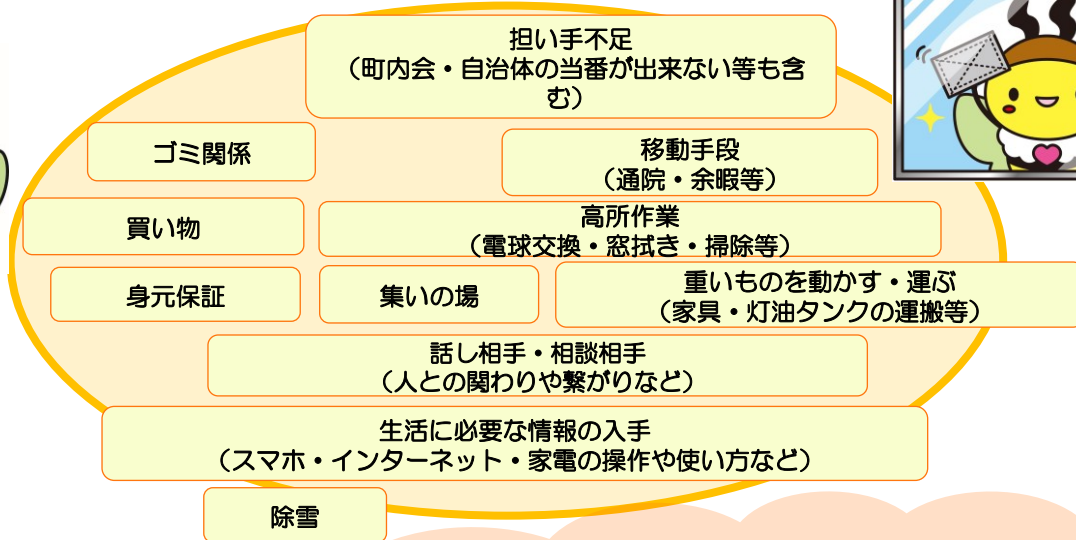 担い手不足
（町内会・自治体の当番が出来ない等も含
む）
ゴミ関係
移動手段
（通院・余暇等）
買い物
高所作業
（電球交換・窓拭き・掃除等）
身元保証
集いの場
重いものを動かす・運ぶ
（家具・灯油タンクの運搬等）
話し相手・相談相手
（人との関わりや繋がりなど）
生活に必要な情報の入手
（スマホ・インターネット・家電の操作や使い方など）
除雪